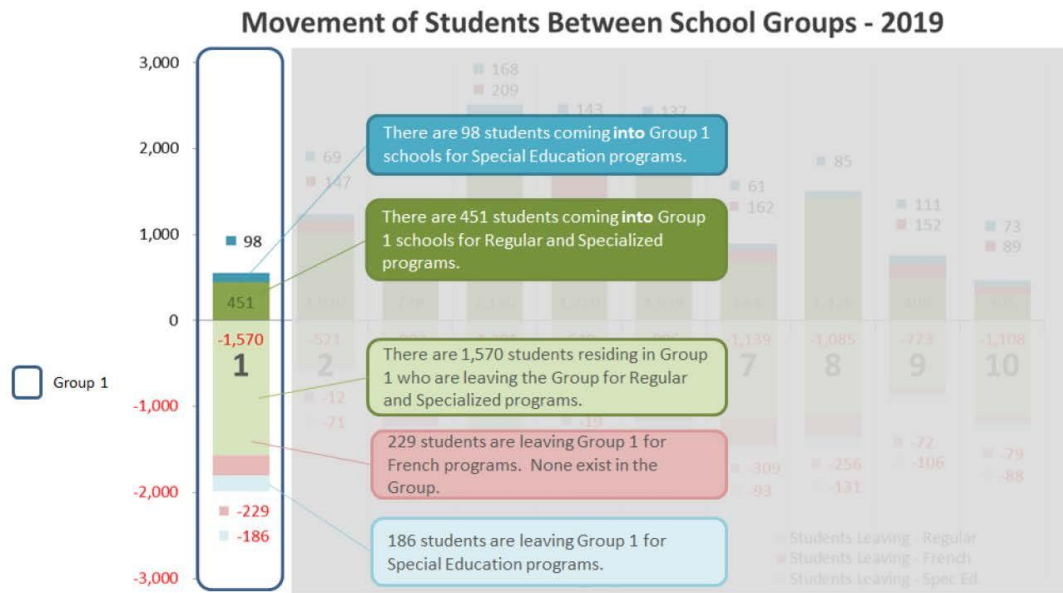 Movement of Students Between School Groups - 2019
3,000
2,000
1,000
0
-1,000
-2,000
-3,000
Group 1
98
451
-1,570
1
-229
-186
There are 98 students coming into Group 1
schools for Special Education programs.
There are 451 students coming into Group
1 schools for Regular and Specialized
programs.
There are 1,570 students residing in Group
1 who are leaving the Group for Regular
and Specialized programs.
229 students are leaving Group 1 for
French programs. None exist in the
Group.
186 students are leaving Group 1 for
Special Education programs.
69
147
-521
2
-12
-71
168
209
143
132
-19
61
162
-1,139
7
-309
-93
85
-1,085
8
-256
-131
111
152
-773
9
-72
-106
73
89
-1,108
10
-79
-88
Students Leaving - Regular
Students Leaving - French
Students Leaving - Spec Ed.